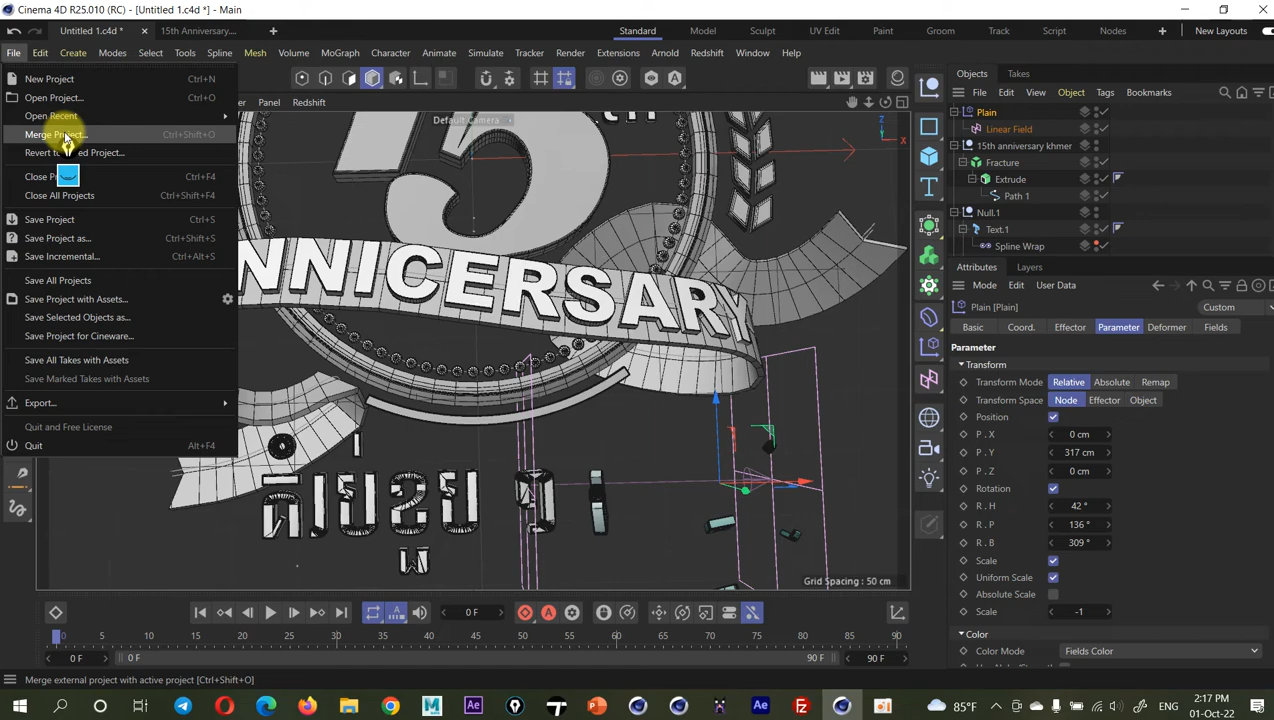 Cinema 4D R25.010 (RC) - [Untitled 1.c4d *] - Main
Untitled 1.c4d *
15th Anniversary....
Standard
Model
Sculpt
UV Edit
Paint
Groom
Track
Script
Nodes
New Layouts
File
Edit
Create
Modes
Select
Tools
Spline
Mesh
Volume
MoGraph
Character
Animate
Simulate
Tracker
Render
Extensions
Arnold
Redshift
Window
Help
New Project Ctrl+N
Open Project... Ctrl+O
Open Recent
Merge Project... Ctrl+Shift+O
Project...
Close Ctrl+F4
Close All Projects Ctrl+Shift+F4
Save Project Ctrl+S
Save Project as... Ctrl+Shift+S
Save Incremental... Ctrl+Alt+S
Save All Projects
Save Project with Assets...
Save Selected Objects as...
Save Project for Cineware...
Save All Takes with Assets
Save Marked Takes with Assets
Export...
Quit and Free License
Quit Alt+F4
Panel
Redshift
Default Camera
X
Z
NNICERSARY
Grid Spacing : 50 cm
Objects
Takes
File
Edit
View
Object
Tags
Bookmarks
Plain
Linear Field
15th anniversary khmer
Fracture
Extrude
Path 1
Null.1
Text.1
Spline Wrap
Attributes
Layers
Mode
Edit
User Data
Plain [Plain]
Custom
Basic
Coord.
Effector
Parameter
Deformer
Fields
Parameter
Transform
Transform Mode Relative Absolute Remap
Transform Space Node Effector Object
Position
P . X 0 cm
P . Y 317 cm
P . Z 0 cm
Rotation
R . H 42 °
R . P 136 °
R . B 309 °
Scale
Uniform Scale
Absolute Scale
Scale -1
Color
Color Mode Fields Color
0 F
0 5 10 15 20 25 30 35 40 45 50 55 60 65 70 75 80 85 90
0 F
0 F
90 F
90 F
Merge external project with active project [Ctrl+Shift+O]
85°F
ENG
2:17 PM
01-Oct-22